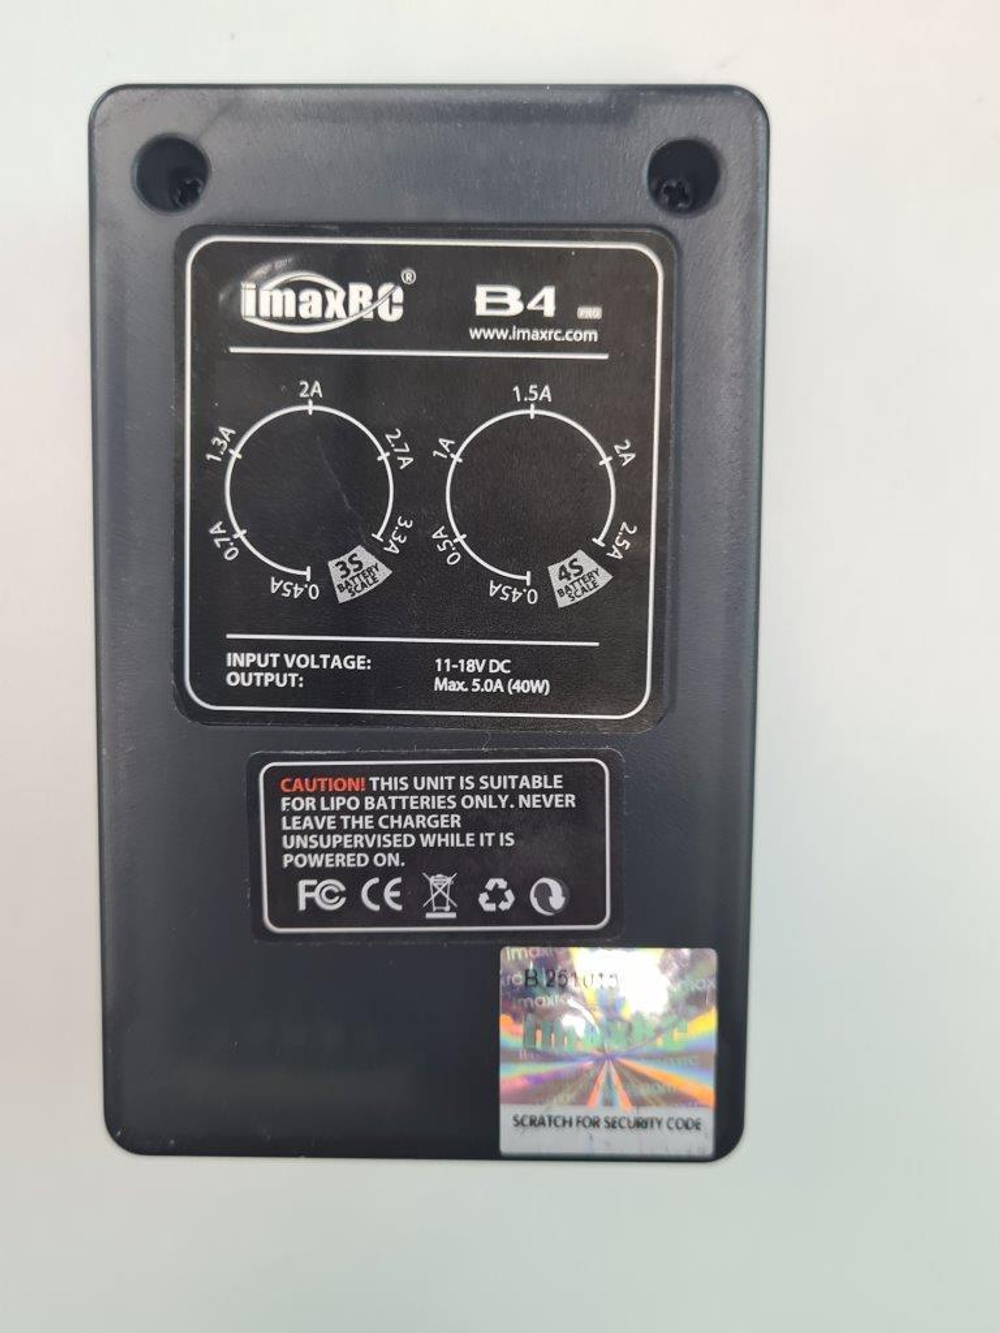 imaxRC®
B4 PRO
www.imaxrc.com
2A
1.3A
2.7A
0.7A
3.3A
0.45A
3S
BATTERY
SCALE
1.5A
1A
2A
0.5A
2.5A
0.45A
4S
BATTERY
SCALE
INPUT VOLTAGE: 11-18V DC
OUTPUT: Max. 5.0A (40W)
CAUTION! THIS UNIT IS SUITABLE
FOR LIPO BATTERIES ONLY. NEVER
LEAVE THE CHARGER
UNSUPERVISED WHILE IT IS
POWERED ON.
FC CE
imaxRC
SCRATCH FOR SECURITY CODE